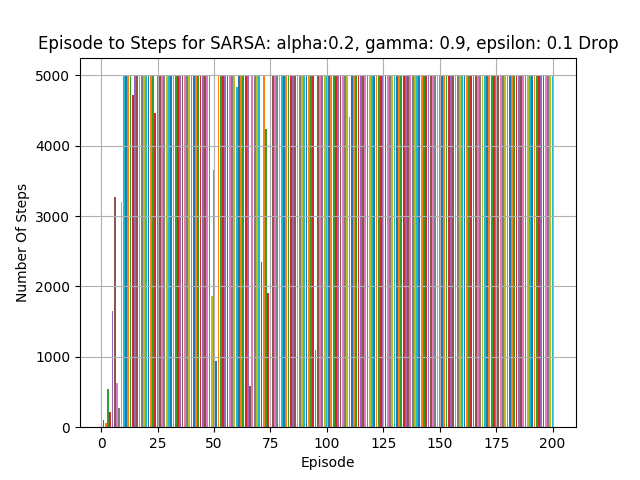 Episode to Steps for SARSA: alpha:0.2, gamma: 0.9, epsilon: 0.1 Drop
5000
4000
3000
2000
1000
0
Number Of Steps
0 25 50 75 100 125 150 175 200
Episode